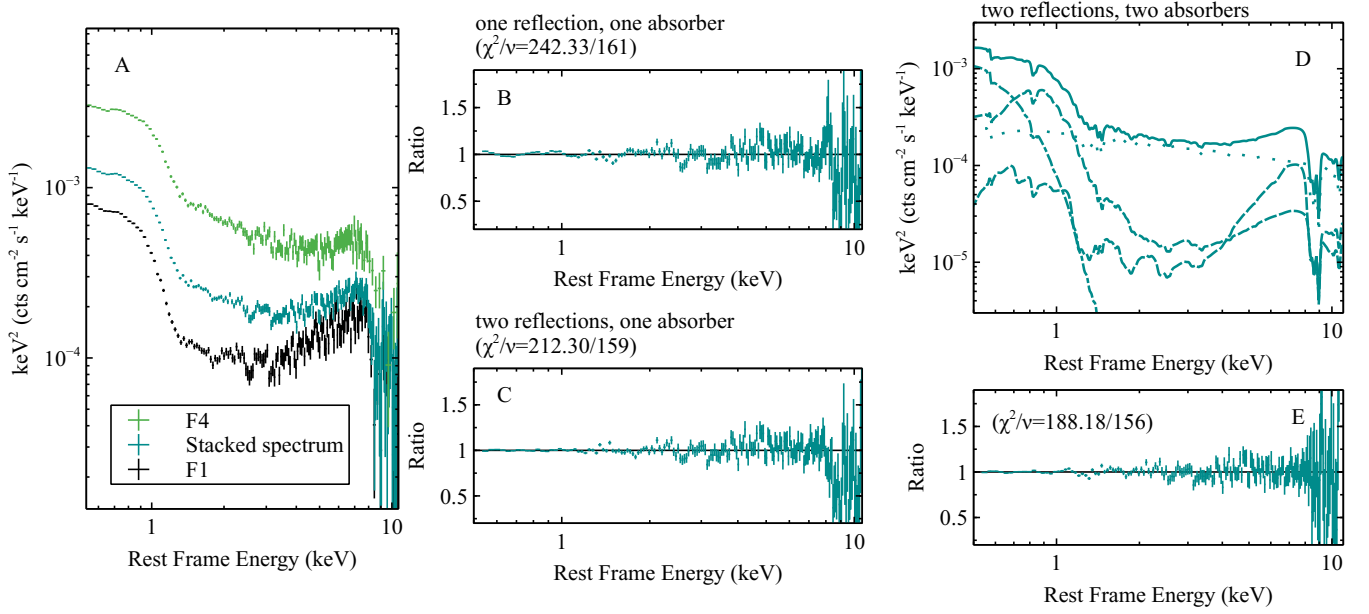 A
keV² (cts cm⁻² s⁻¹ keV⁻¹)
10⁻³
10⁻⁴
F4
Stacked spectrum
F1
1
10
Rest Frame Energy (keV)
one reflection, one absorber
(χ²/ν=242.33/161)
B
Ratio
1.5
1
0.5
1
10
Rest Frame Energy (keV)
two reflections, one absorber
(χ²/ν=212.30/159)
C
Ratio
1.5
1
0.5
1
10
Rest Frame Energy (keV)
two reflections, two absorbers
D
keV² (cts cm⁻² s⁻¹ keV⁻¹)
10⁻³
10⁻⁴
10⁻⁵
1
10
Rest Frame Energy (keV)
(χ²/ν=188.18/156)
E
Ratio
1.5
1
0.5
1
10
Rest Frame Energy (keV)